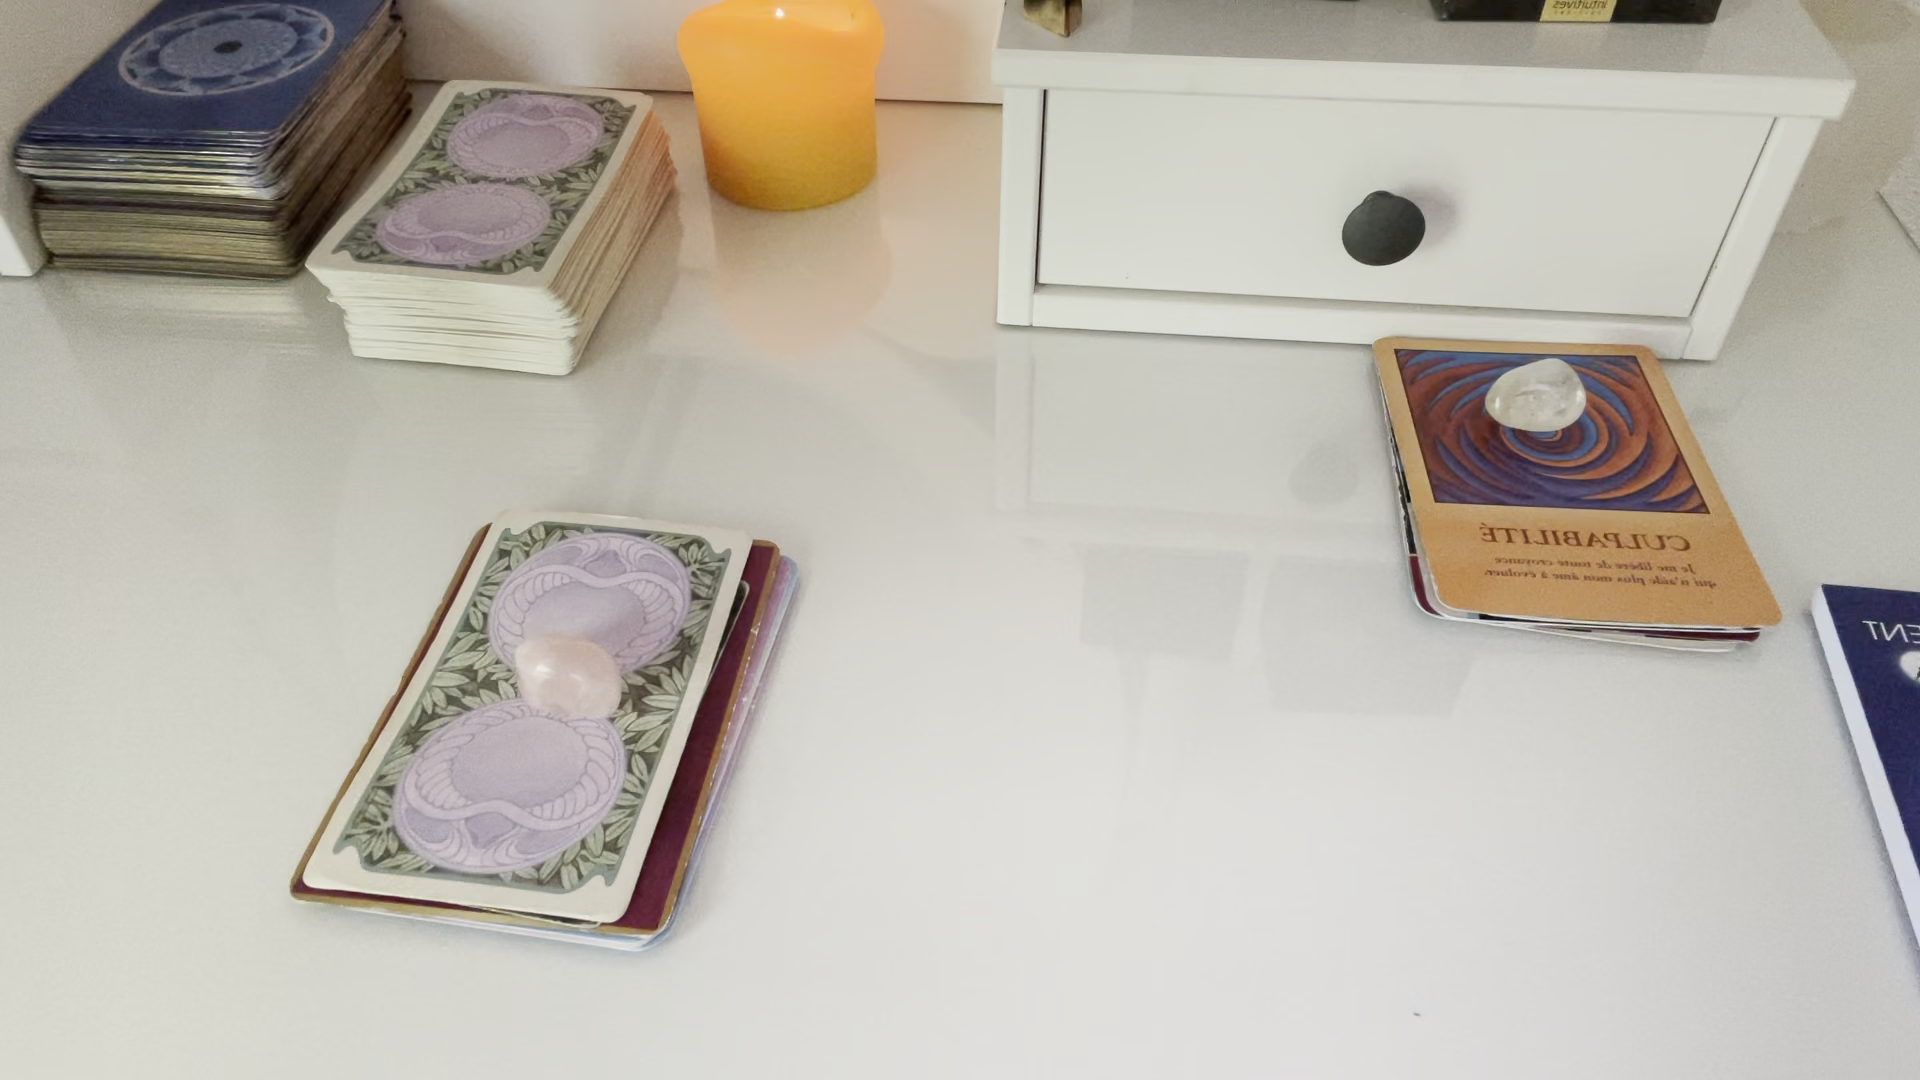 intuitives
CULPABILITÉ
Je me libère de toute croyance
qui n'aide plus mon âme à évoluer.
ENT